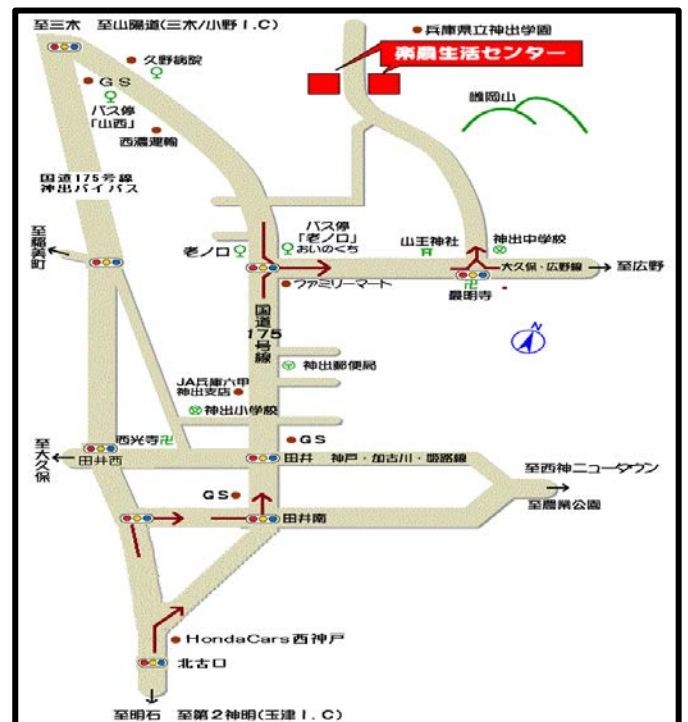 至三木 至山陽道(三木/小野I.C)
兵庫県立神出学園
楽農生活センター
久野病院
GS
バス停
「山西」
西濃運輸
雌岡山
国道175号線
神出バイパス
至稲美町
老ノ口
バス停
「老ノ口」
おいのくち
山王神社
神出中学校
大久保・広野線
至広野
最明寺
ファミリーマート
国道175号線
N
神出郵便局
JA兵庫六甲
神出支店
神出小学校
西光寺
GS
至大久保
田井西
田井 神戸・加古川・姫路線
至西神ニュータウン
至農業公園
GS
田井南
HondaCars西神戸
北古口
至明石 至第2神明(玉津I.C)